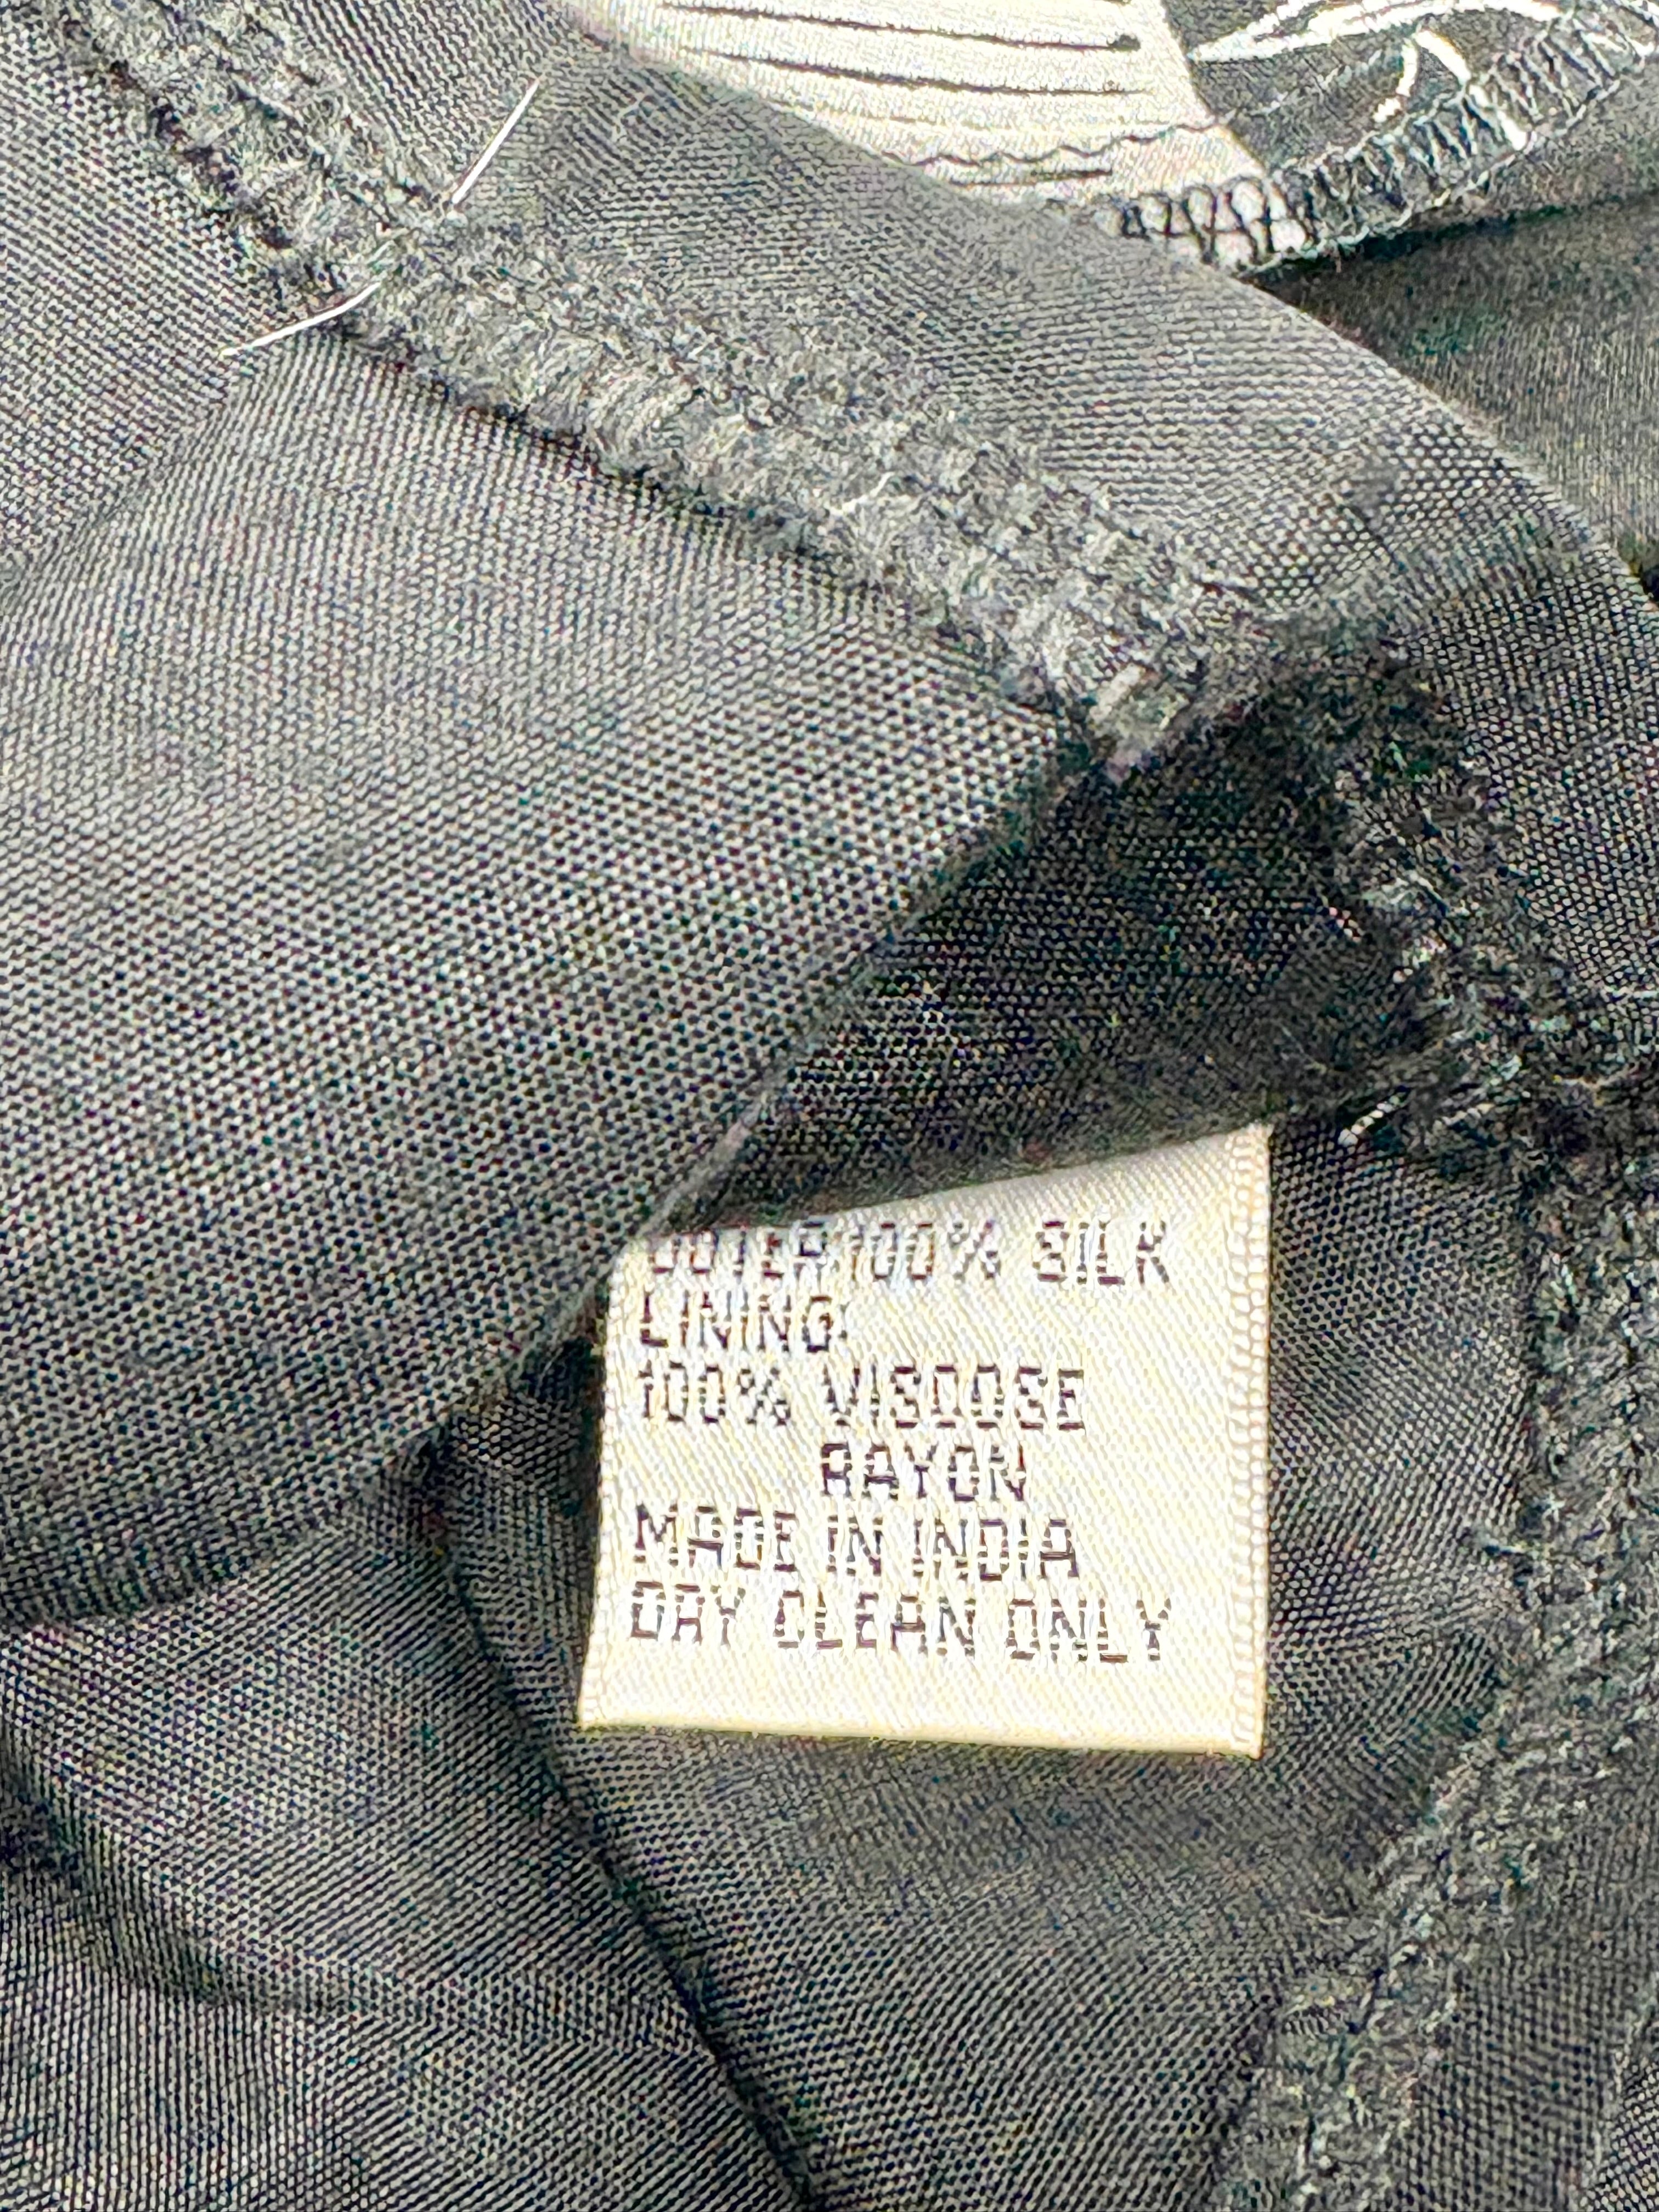 OUTER:100% SILK
LINING:
100% VISCOSE
RAYON
MADE IN INDIA
DRY CLEAN ONLY